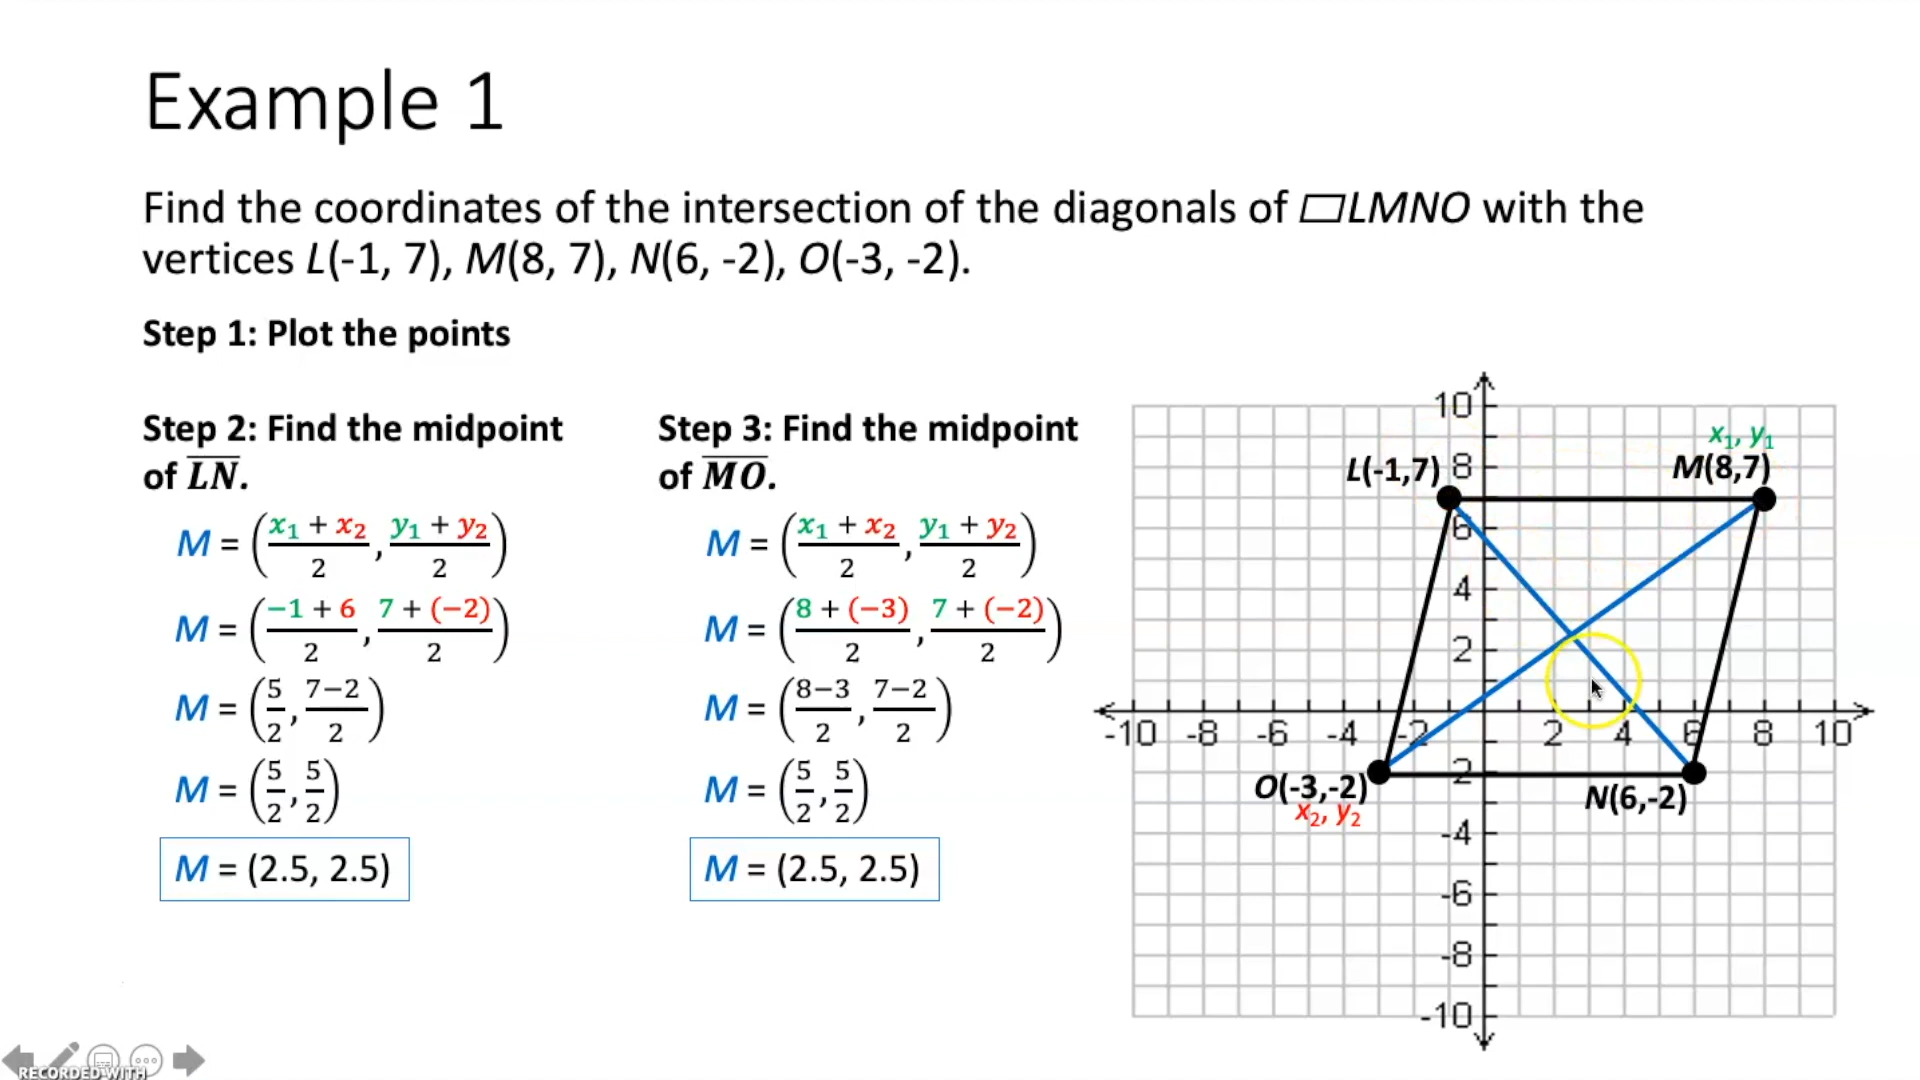 Example 1
Find the coordinates of the intersection of the diagonals of ▱LMNO with the
vertices L(-1, 7), M(8, 7), N(6, -2), O(-3, -2).
Step 1: Plot the points
Step 2: Find the midpoint
of L̅N̅.
M = (x₁ + x₂ / 2, y₁ + y₂ / 2)
M = (−1 + 6 / 2, 7 + (−2) / 2)
M = (5/2, 7−2 / 2)
M = (5/2, 5/2)
M = (2.5, 2.5)
Step 3: Find the midpoint
of M̅O̅.
M = (x₁ + x₂ / 2, y₁ + y₂ / 2)
M = (8 + (−3) / 2, 7 + (−2) / 2)
M = (8−3 / 2, 7−2 / 2)
M = (5/2, 5/2)
M = (2.5, 2.5)
10
x₁, y₁
L(-1,7) 8 M(8,7)
6
4
2
-10 -8 -6 -4 -2 2 4 6 8 10
-2
O(-3,-2) N(6,-2)
x₂, y₂
-4
-6
-8
-10
RECORDED WITH